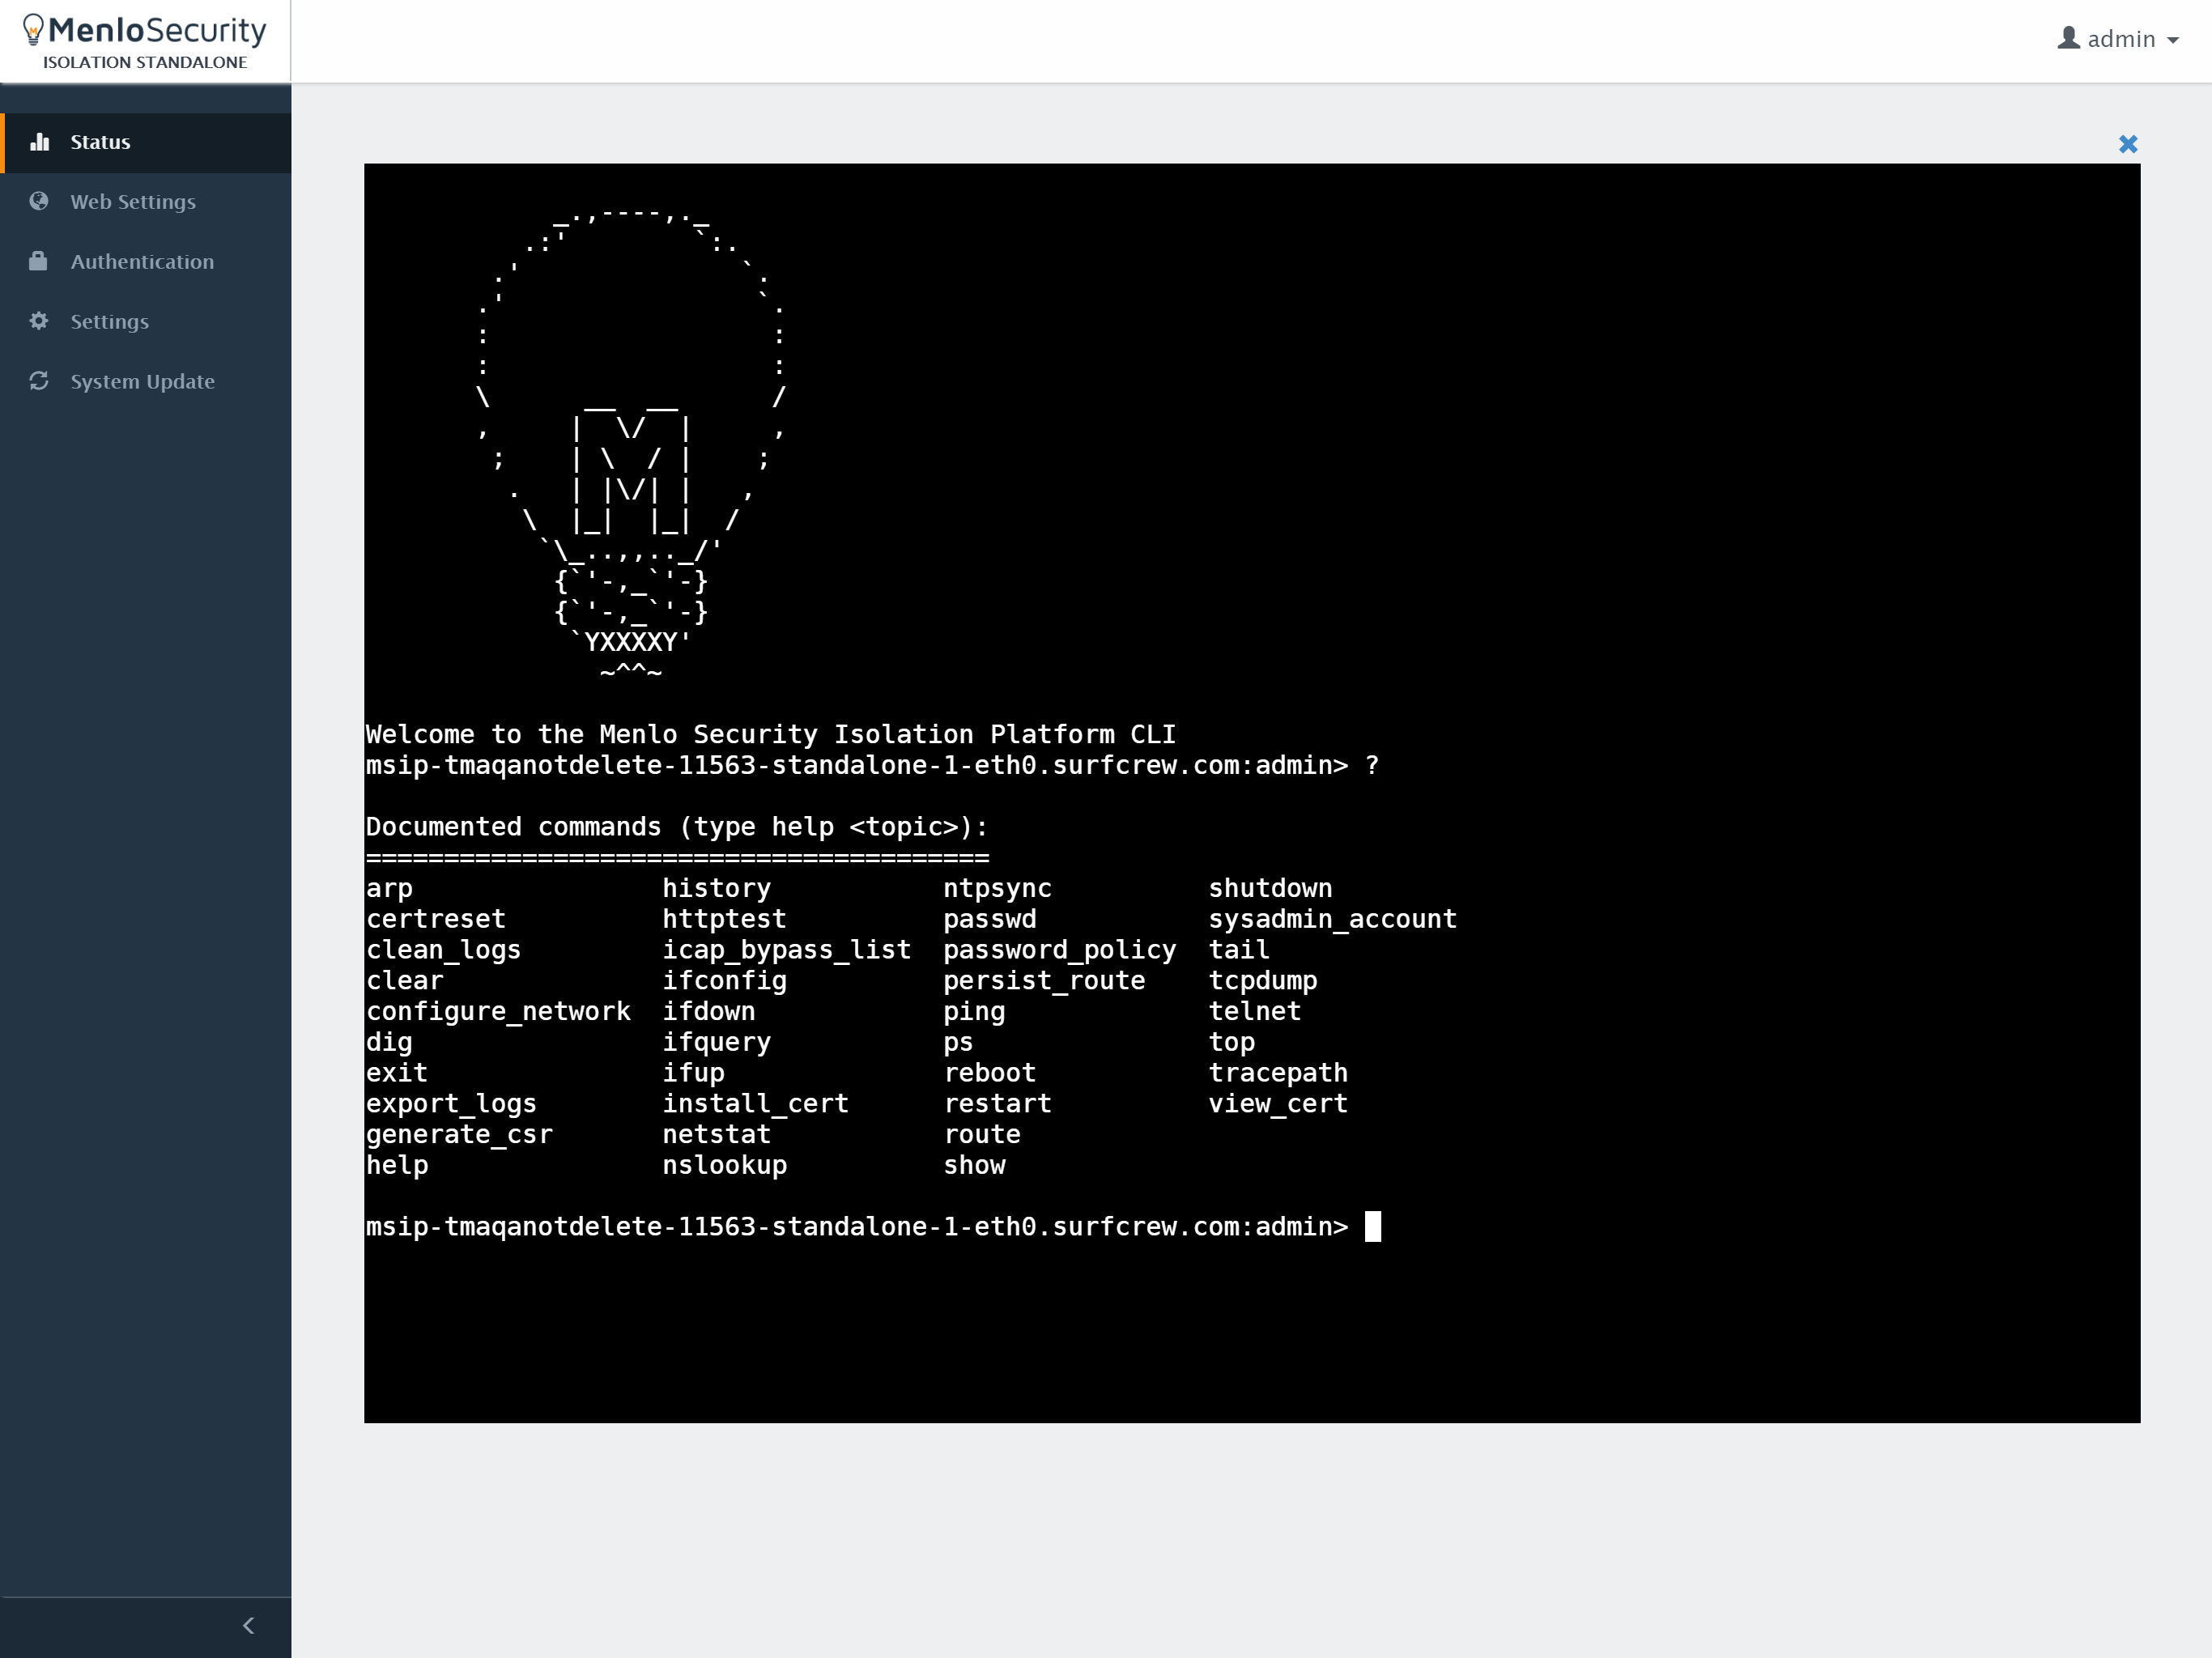 MenloSecurity
ISOLATION STANDALONE
admin
Status
Web Settings
Authentication
Settings
System Update
              _.,----,._
            .:'        `:.
          .'              `.
         .'                `.
         :                  :
         :                  :
         \      __  __      /
         ,     |  \/  |     ,
          ;    | \  / |    ;
           .   | |\/| |   ,
            \  |_|  |_|  /
             `\_..,,.._/'
              {`'-,_`'-}
              {`'-,_`'-}
               `YXXXXY'
                 ~^^~
Welcome to the Menlo Security Isolation Platform CLI
msip-tmaqanotdelete-11563-standalone-1-eth0.surfcrew.com:admin> ?
Documented commands (type help <topic>):
========================================
arp                history           ntpsync          shutdown
certreset          httptest          passwd           sysadmin_account
clean_logs         icap_bypass_list  password_policy  tail
clear              ifconfig          persist_route    tcpdump
configure_network  ifdown            ping             telnet
dig                ifquery           ps               top
exit               ifup              reboot           tracepath
export_logs        install_cert      restart          view_cert
generate_csr       netstat           route
help               nslookup          show
msip-tmaqanotdelete-11563-standalone-1-eth0.surfcrew.com:admin>